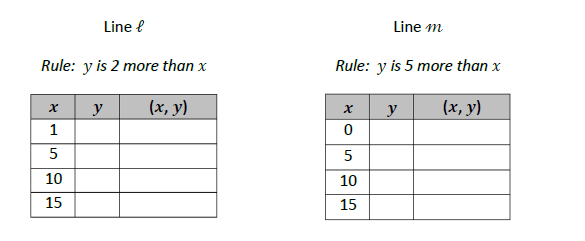 Line ℓ
Rule: y is 2 more than x
x y (x, y)
1
5
10
15
Line m
Rule: y is 5 more than x
x y (x, y)
0
5
10
15